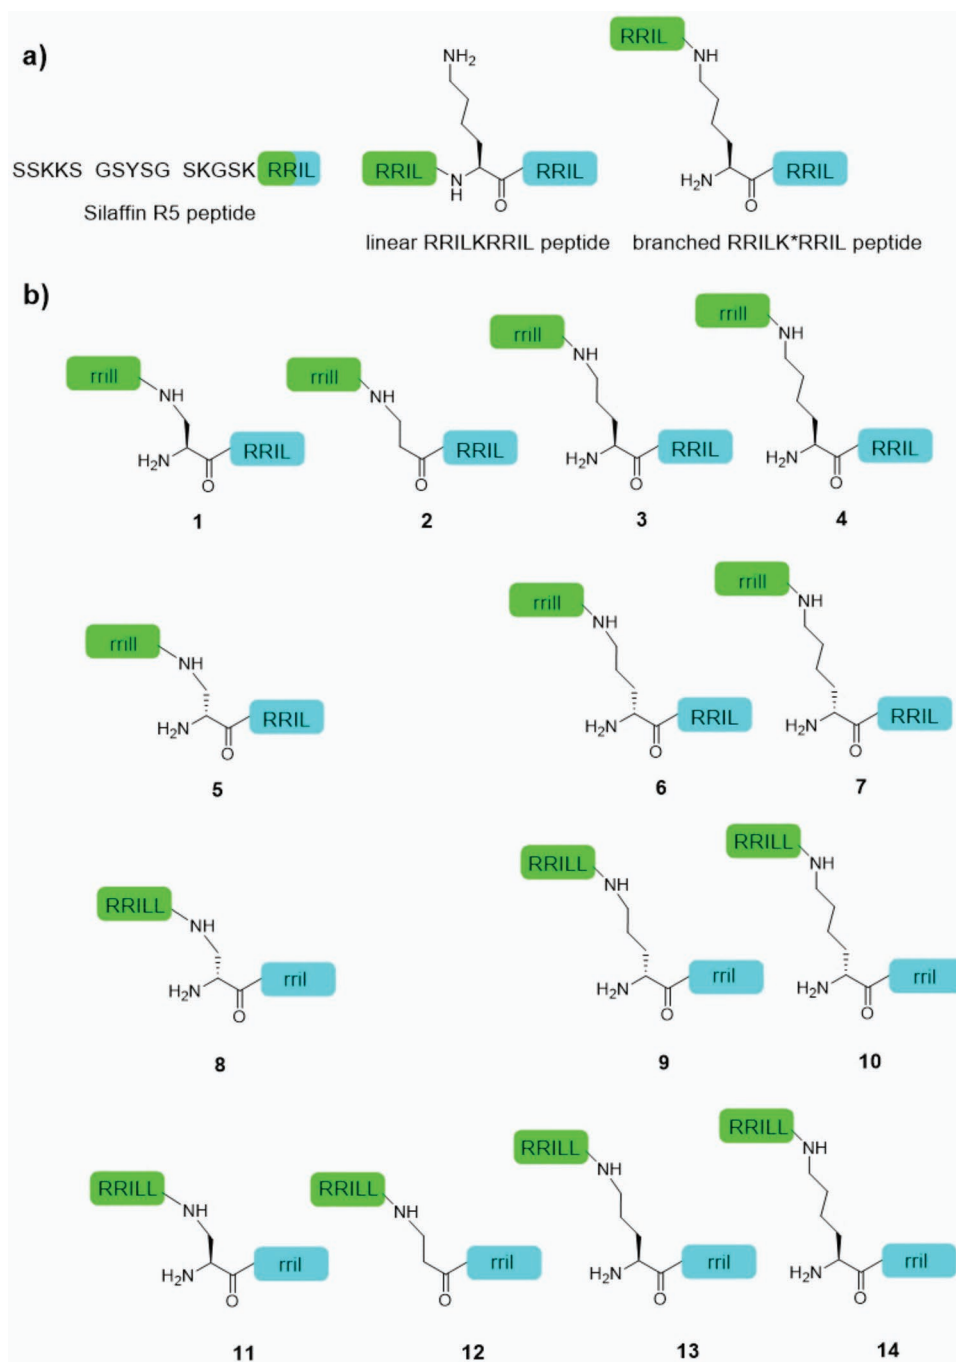 a)
RRIL
NH
NH₂
SSKKS GSYSG SKGSKRRIL
RRIL
N
H
O
RRIL
H₂N
O
RRIL
Silaffin R5 peptide
linear RRILKRRIL peptide
branched RRILK*RRIL peptide
b)
rrill
NH
H₂N
O
RRIL
1
rrill
NH
O
RRIL
2
rrill
NH
H₂N
O
RRIL
3
rrill
NH
H₂N
O
RRIL
4
rrill
NH
H₂N
O
RRIL
5
rrill
NH
H₂N
O
RRIL
6
rrill
NH
H₂N
O
RRIL
7
RRILL
NH
H₂N
O
rril
8
RRILL
NH
H₂N
O
rril
9
RRILL
NH
H₂N
O
rril
10
RRILL
NH
H₂N
O
rril
11
RRILL
NH
O
rril
12
RRILL
NH
H₂N
O
rril
13
RRILL
NH
H₂N
O
rril
14